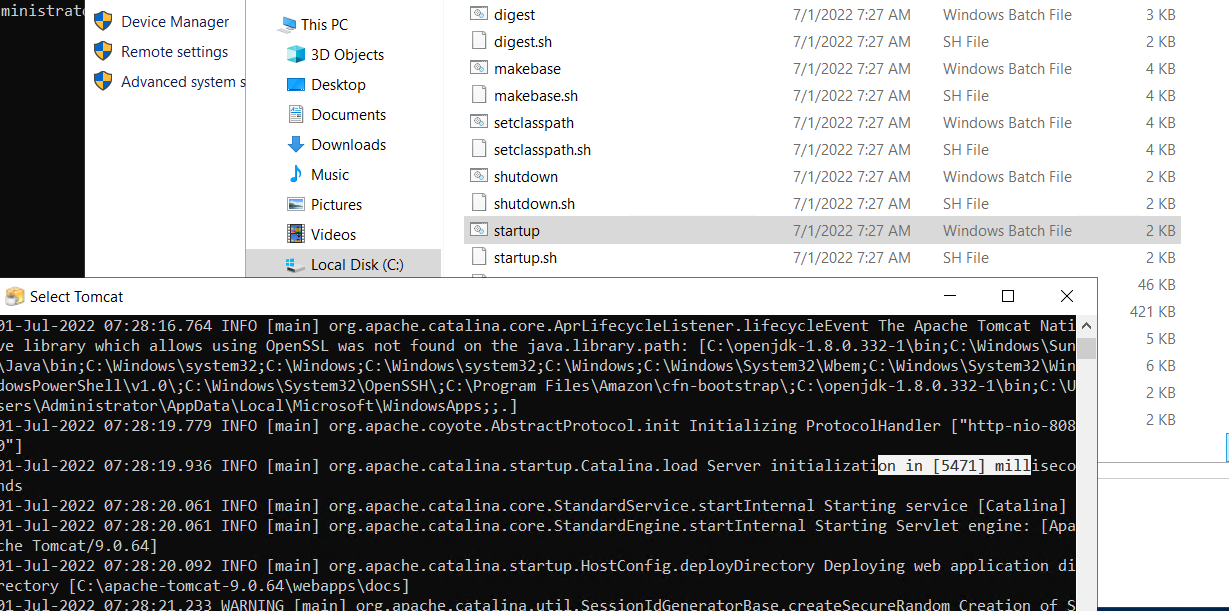 ministrato
Device Manager
Remote settings
Advanced system s
This PC
3D Objects
Desktop
Documents
Downloads
Music
Pictures
Videos
Local Disk (C:)
digest 7/1/2022 7:27 AM Windows Batch File 3 KB
digest.sh 7/1/2022 7:27 AM SH File 2 KB
makebase 7/1/2022 7:27 AM Windows Batch File 4 KB
makebase.sh 7/1/2022 7:27 AM SH File 4 KB
setclasspath 7/1/2022 7:27 AM Windows Batch File 4 KB
setclasspath.sh 7/1/2022 7:27 AM SH File 4 KB
shutdown 7/1/2022 7:27 AM Windows Batch File 2 KB
shutdown.sh 7/1/2022 7:27 AM SH File 2 KB
startup 7/1/2022 7:27 AM Windows Batch File 2 KB
startup.sh 7/1/2022 7:27 AM SH File 2 KB
46 KB
421 KB
5 KB
6 KB
2 KB
2 KB
Select Tomcat
01-Jul-2022 07:28:16.764 INFO [main] org.apache.catalina.core.AprLifecycleListener.lifecycleEvent The Apache Tomcat Nati
ve library which allows using OpenSSL was not found on the java.library.path: [C:\openjdk-1.8.0.332-1\bin;C:\Windows\Sun
\Java\bin;C:\Windows\system32;C:\Windows;C:\Windows\system32;C:\Windows;C:\Windows\System32\Wbem;C:\Windows\System32\Win
dowsPowerShell\v1.0\;C:\Windows\System32\OpenSSH\;C:\Program Files\Amazon\cfn-bootstrap\;C:\openjdk-1.8.0.332-1\bin;C:\U
sers\Administrator\AppData\Local\Microsoft\WindowsApps;;.]
01-Jul-2022 07:28:19.779 INFO [main] org.apache.coyote.AbstractProtocol.init Initializing ProtocolHandler ["http-nio-808
0"]
01-Jul-2022 07:28:19.936 INFO [main] org.apache.catalina.startup.Catalina.load Server initialization in [5471] milliseco
nds
01-Jul-2022 07:28:20.061 INFO [main] org.apache.catalina.core.StandardService.startInternal Starting service [Catalina]
01-Jul-2022 07:28:20.061 INFO [main] org.apache.catalina.core.StandardEngine.startInternal Starting Servlet engine: [Apa
che Tomcat/9.0.64]
01-Jul-2022 07:28:20.092 INFO [main] org.apache.catalina.startup.HostConfig.deployDirectory Deploying web application di
rectory [C:\apache-tomcat-9.0.64\webapps\docs]
01-Jul-2022 07:28:21.233 WARNING [main] org.apache.catalina.util.SessionIdGeneratorBase.createSecureRandom Creation of S